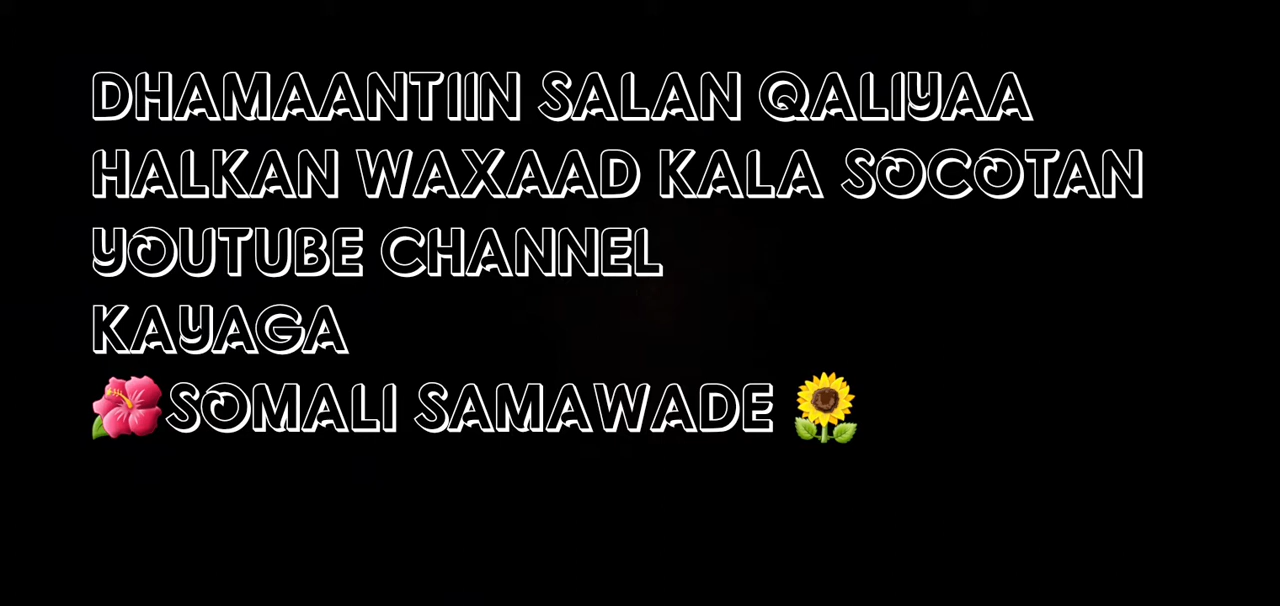 DHAMAANTIIN SALAN QALIYAA
HALKAN WAXAAD KALA SOCOTAN
YOUTUBE CHANNEL
KAYAGA
🌺SOMALI SAMAWADE 🌻